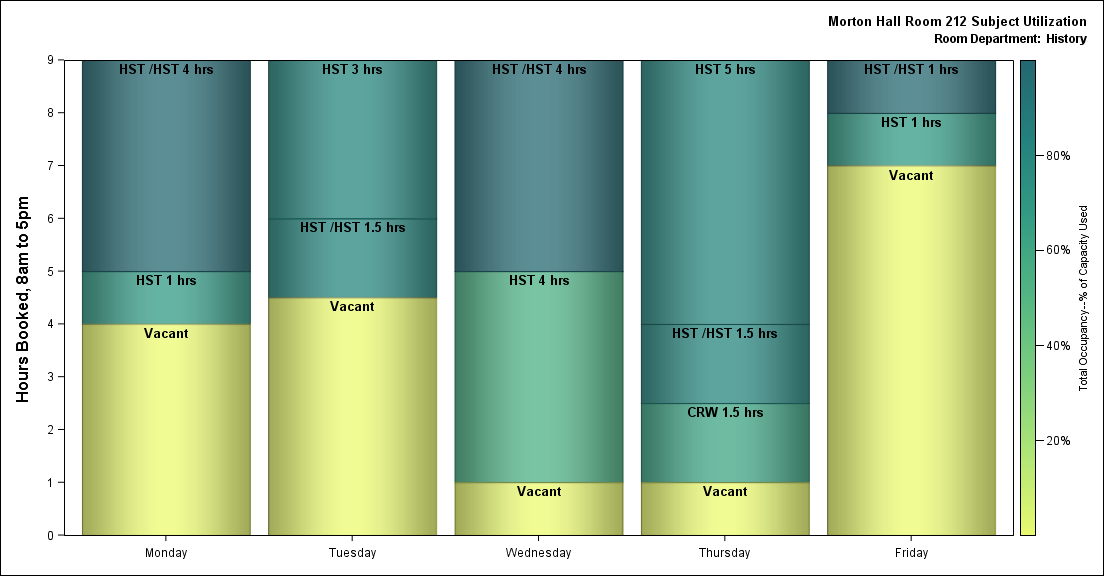 Morton Hall Room 212 Subject Utilization
Room Department: History
Hours Booked, 8am to 5pm
9
8
7
6
5
4
3
2
1
0
HST /HST 4 hrs
HST 1 hrs
Vacant
HST 3 hrs
HST /HST 1.5 hrs
Vacant
HST /HST 4 hrs
HST 4 hrs
Vacant
HST 5 hrs
HST /HST 1.5 hrs
CRW 1.5 hrs
Vacant
HST /HST 1 hrs
HST 1 hrs
Vacant
Monday
Tuesday
Wednesday
Thursday
Friday
80%
60%
40%
20%
Total Occupancy--% of Capacity Used